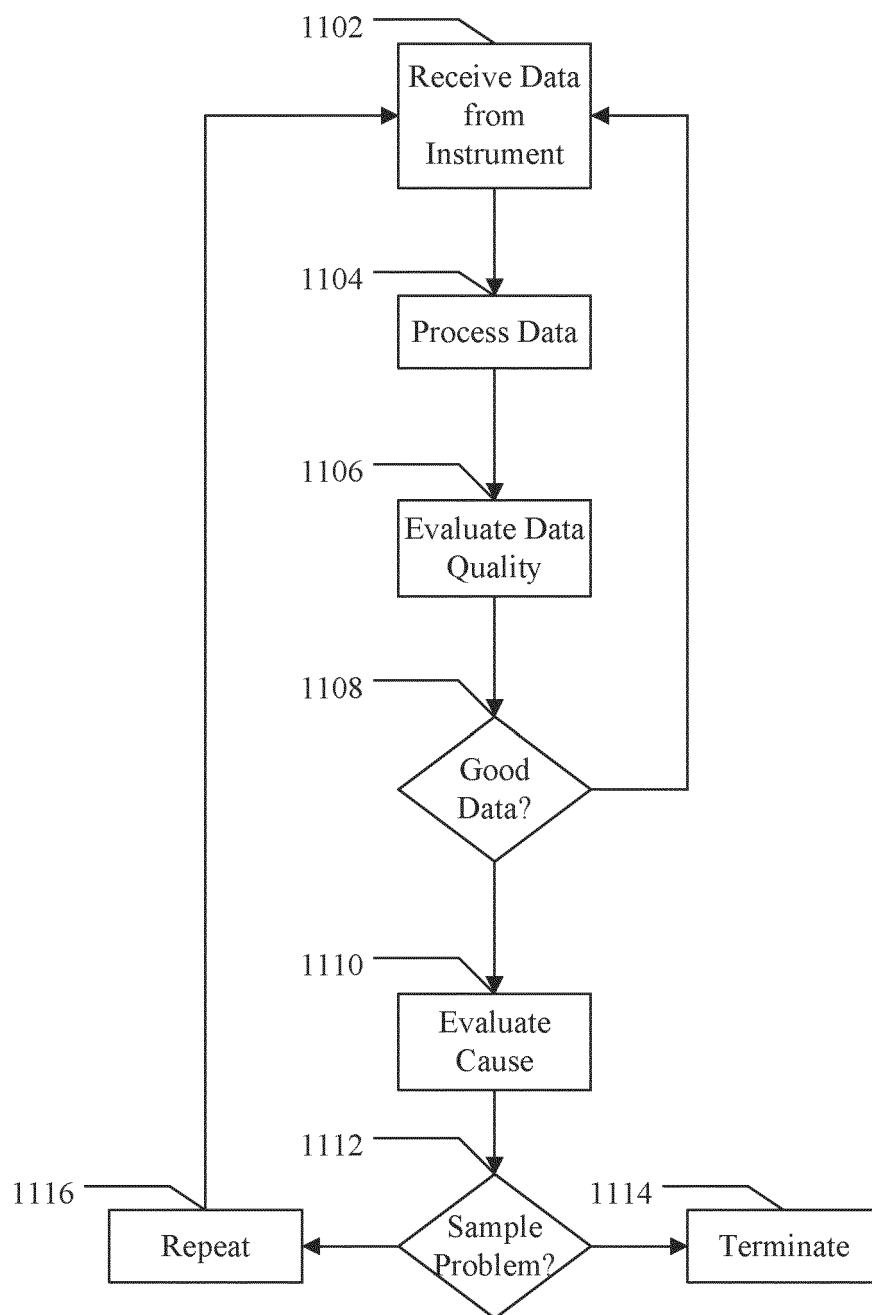 1102
Receive Data
from
Instrument
1104
Process Data
1106
Evaluate Data
Quality
1108
Good
Data?
1110
Evaluate
Cause
1112
Sample
Problem?
1116
Repeat
1114
Terminate